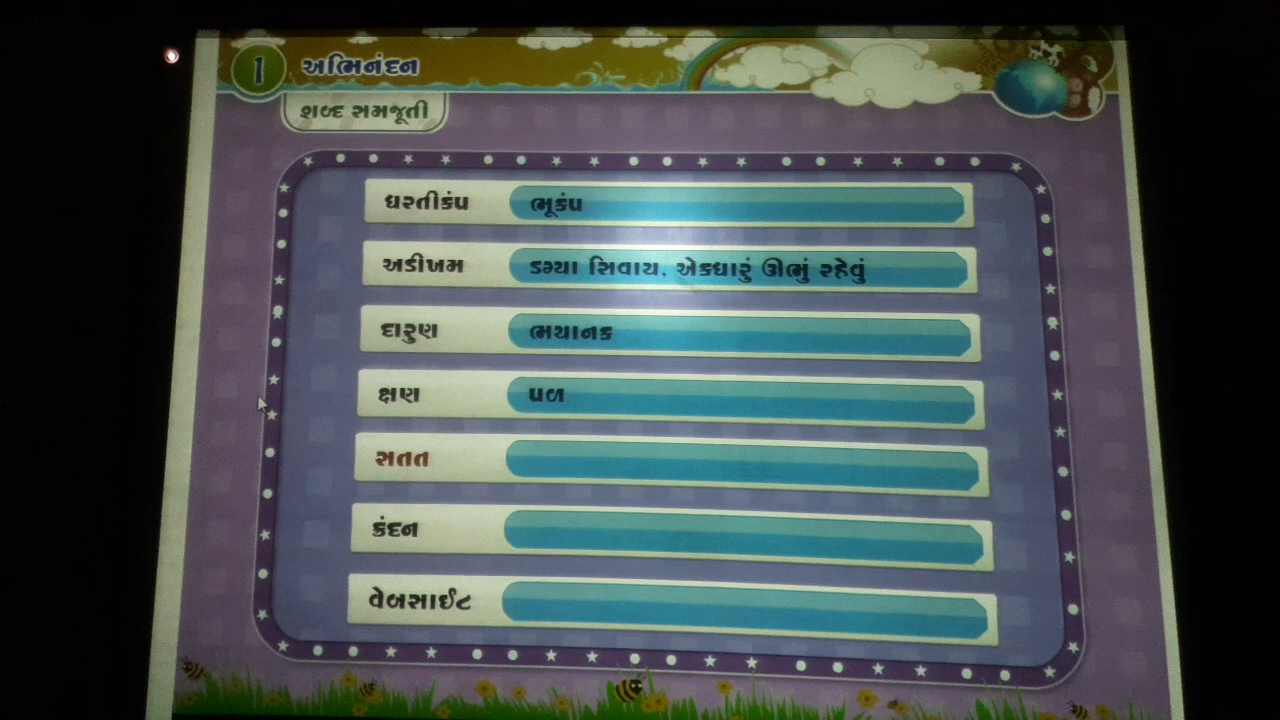 1 અભિનંદન
શબ્દ સમજૂતી
ધરતીકંપ ભૂકંપ
અડીખમ ડગ્યા સિવાય. એકધારું ઊભું રહેવું
દારુણ ભયાનક
ક્ષણ પળ
સતત
કંદન
વેબસાઈટ